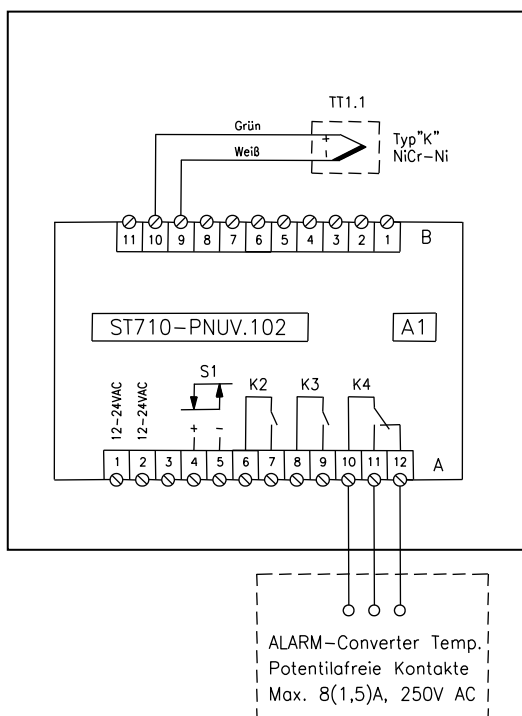 TT1.1
Grün
Weiß
+
-
Typ"K"
NiCr-Ni
11 10 9 8 7 6 5 4 3 2 1
B
ST710-PNUV.102
A1
12-24VAC
12-24VAC
S1
K2
K3
K4
+ -
1 2 3 4 5 6 7 8 9 10 11 12
A
ALARM-Converter Temp.
Potentilafreie Kontakte
Max. 8(1,5)A, 250V AC